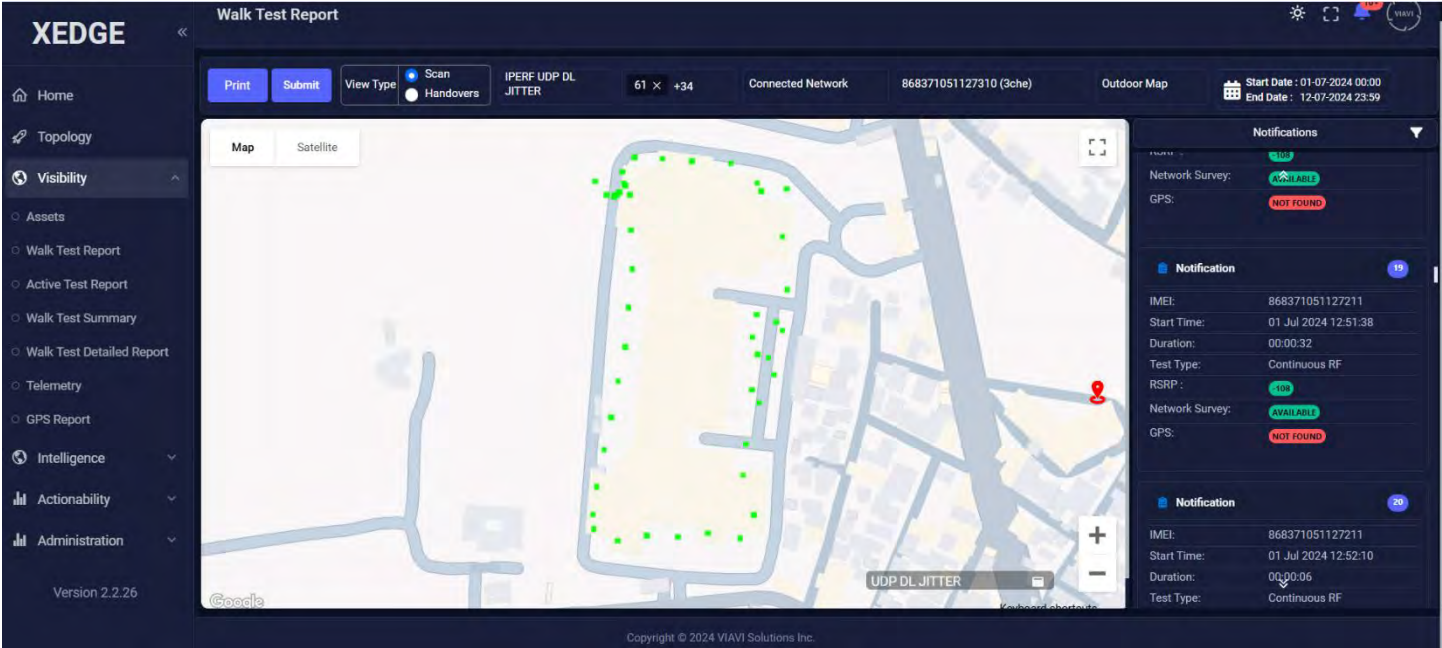 XEDGE
«
Home
Topology
Visibility
Assets
Walk Test Report
Active Test Report
Walk Test Summary
Walk Test Detailed Report
Telemetry
GPS Report
Intelligence
Actionability
Administration
Version 2.2.26
Walk Test Report
VIAVI
Print
Submit
View Type
Scan
Handovers
IPERF UDP DL
JITTER
61 × +34
Connected Network
868371051127310 (3che)
Outdoor Map
Start Date : 01-07-2024 00:00
End Date : 12-07-2024 23:59
Map
Satellite
UDP DL JITTER
Google
Keyboard shortcuts
Notifications
RSRP :
-108
Network Survey:
AVAILABLE
GPS:
NOT FOUND
Notification
19
IMEI:
868371051127211
Start Time:
01 Jul 2024 12:51:38
Duration:
00:00:32
Test Type:
Continuous RF
RSRP :
-108
Network Survey:
AVAILABLE
GPS:
NOT FOUND
Notification
20
IMEI:
868371051127211
Start Time:
01 Jul 2024 12:52:10
Duration:
00:00:06
Test Type:
Continuous RF
Copyright © 2024 VIAVI Solutions Inc.